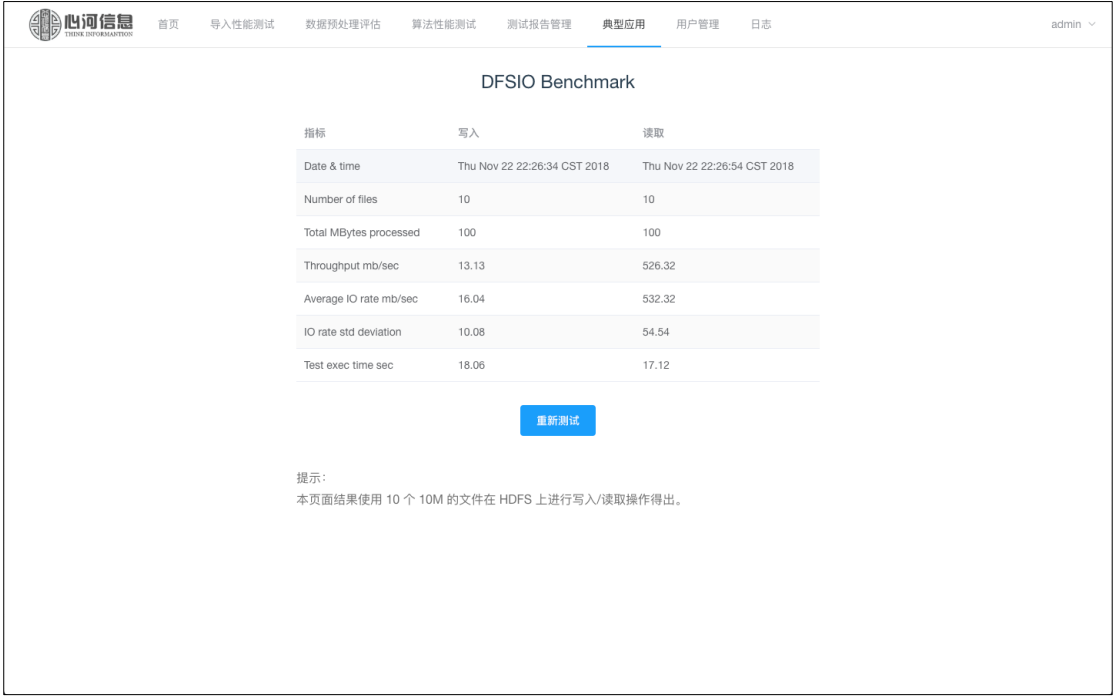 心河信息
THINK INFORMANTION
首页 导入性能测试 数据预处理评估 算法性能测试 测试报告管理 典型应用 用户管理 日志 admin
DFSIO Benchmark
指标 写入 读取
Date & time Thu Nov 22 22:26:34 CST 2018 Thu Nov 22 22:26:54 CST 2018
Number of files 10 10
Total MBytes processed 100 100
Throughput mb/sec 13.13 526.32
Average IO rate mb/sec 16.04 532.32
IO rate std deviation 10.08 54.54
Test exec time sec 18.06 17.12
重新测试
提示：
本页面结果使用 10 个 10M 的文件在 HDFS 上进行写入/读取操作得出。